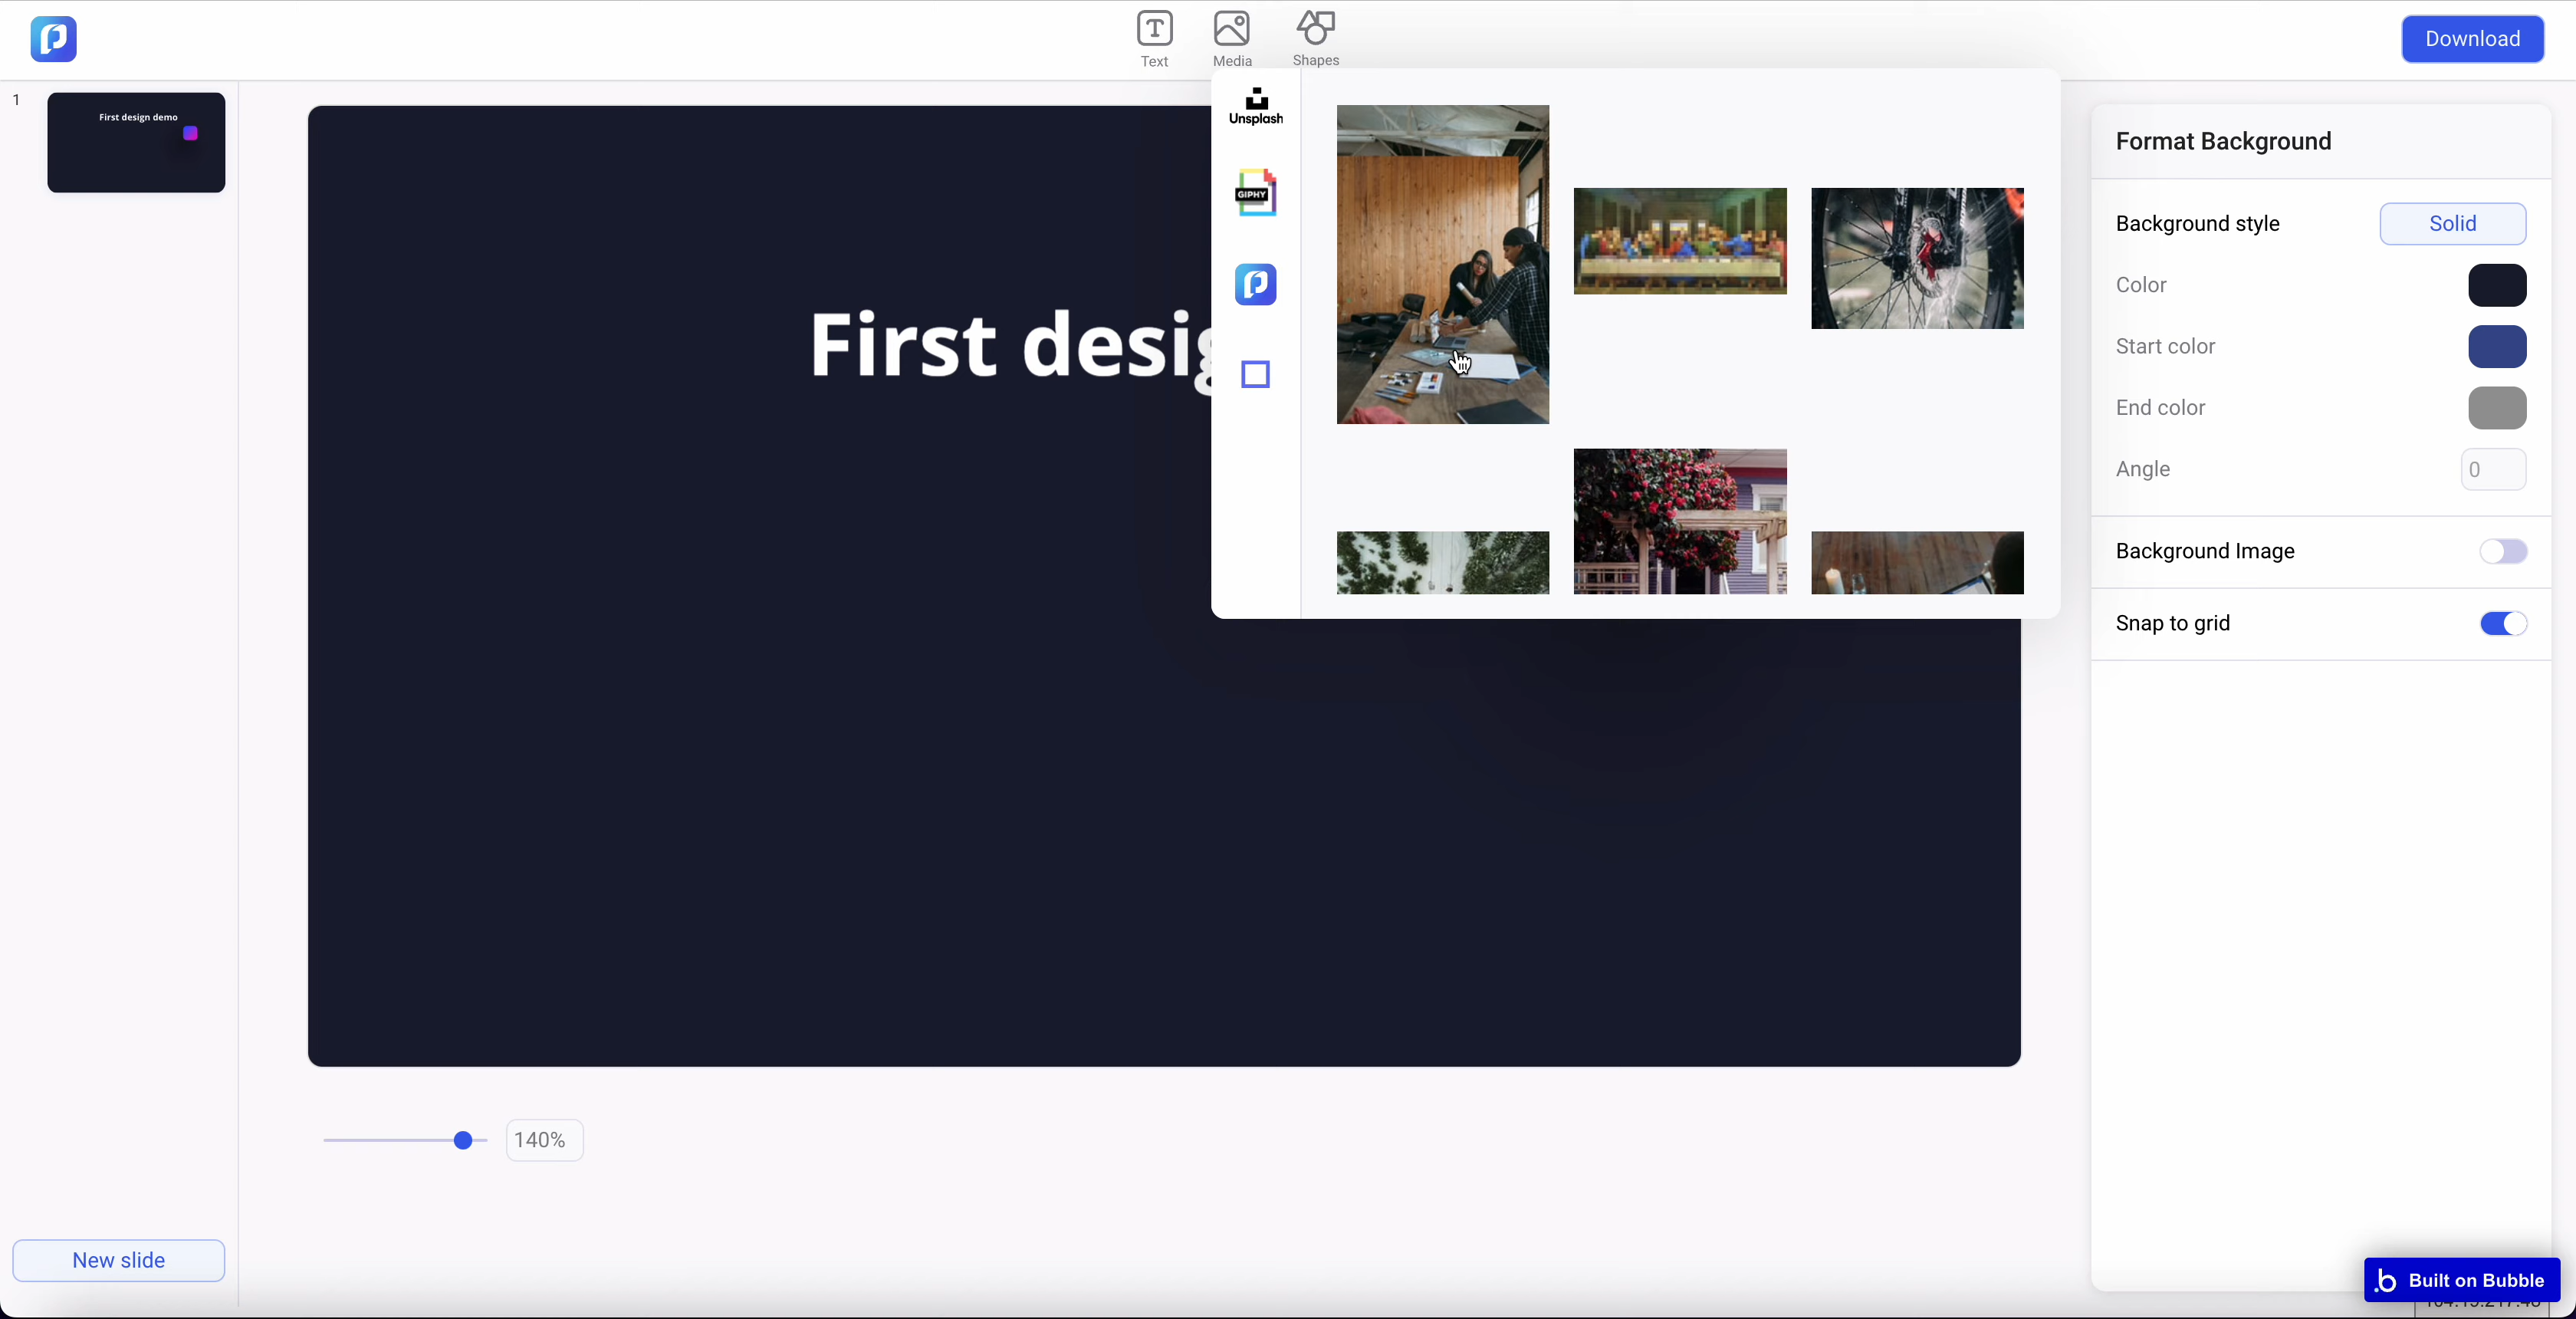 Text
Media
Shapes
Download
1
First design demo
Unsplash
GIPHY
First desig
Format Background
Background style
Solid
Color
Start color
End color
Angle
0
Background Image
Snap to grid
140%
New slide
Built on Bubble